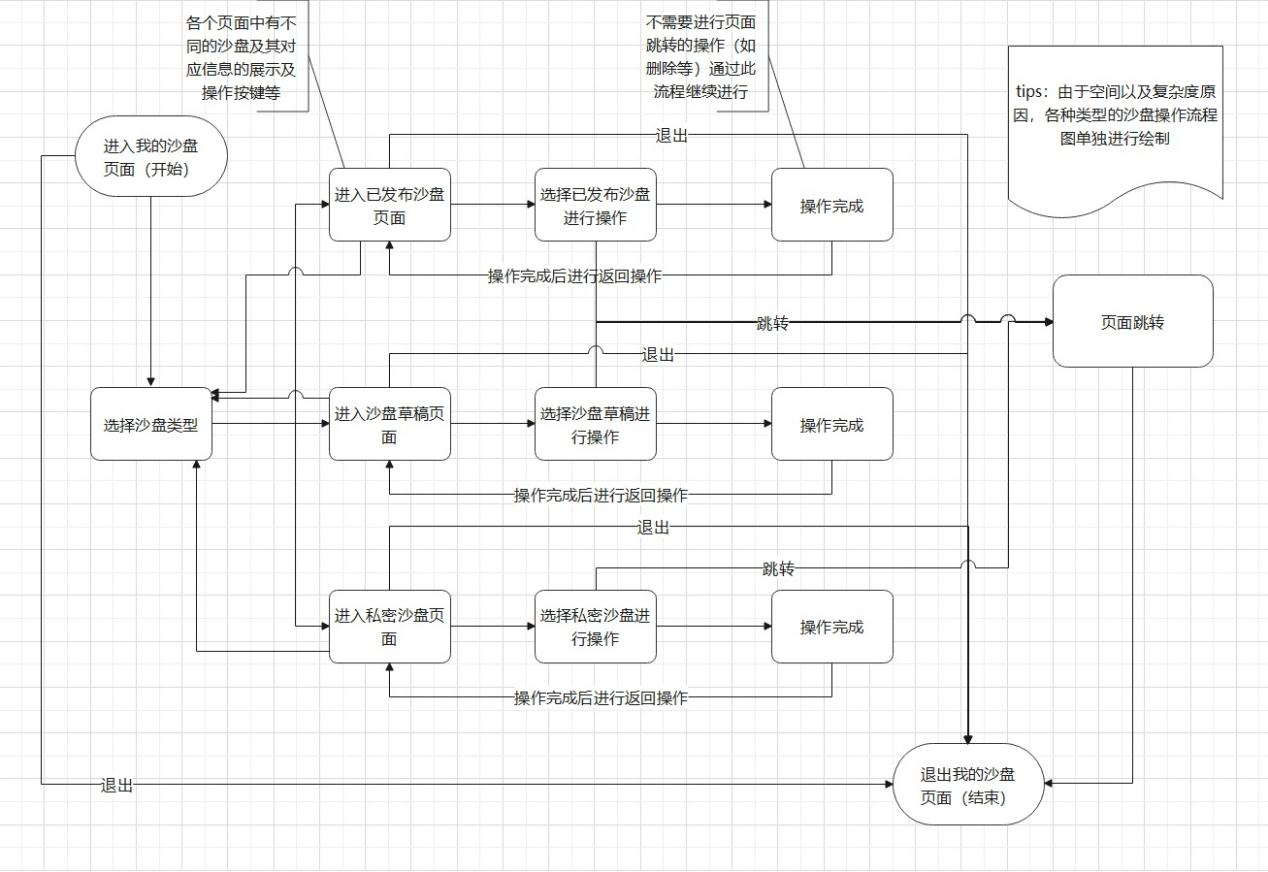 各个页面中有不
同的沙盘及其对
应信息的展示及
操作按键等
不需要进行页面
跳转的操作（如
删除等）通过此
流程继续进行
tips：由于空间以及复杂度原
因，各种类型的沙盘操作流程
图单独进行绘制
进入我的沙盘
页面（开始）
退出
进入已发布沙盘
页面
选择已发布沙盘
进行操作
操作完成
操作完成后进行返回操作
跳转
页面跳转
退出
选择沙盘类型
进入沙盘草稿页
面
选择沙盘草稿进
行操作
操作完成
操作完成后进行返回操作
退出
跳转
进入私密沙盘页
面
选择私密沙盘进
行操作
操作完成
操作完成后进行返回操作
退出
退出我的沙盘
页面（结束）